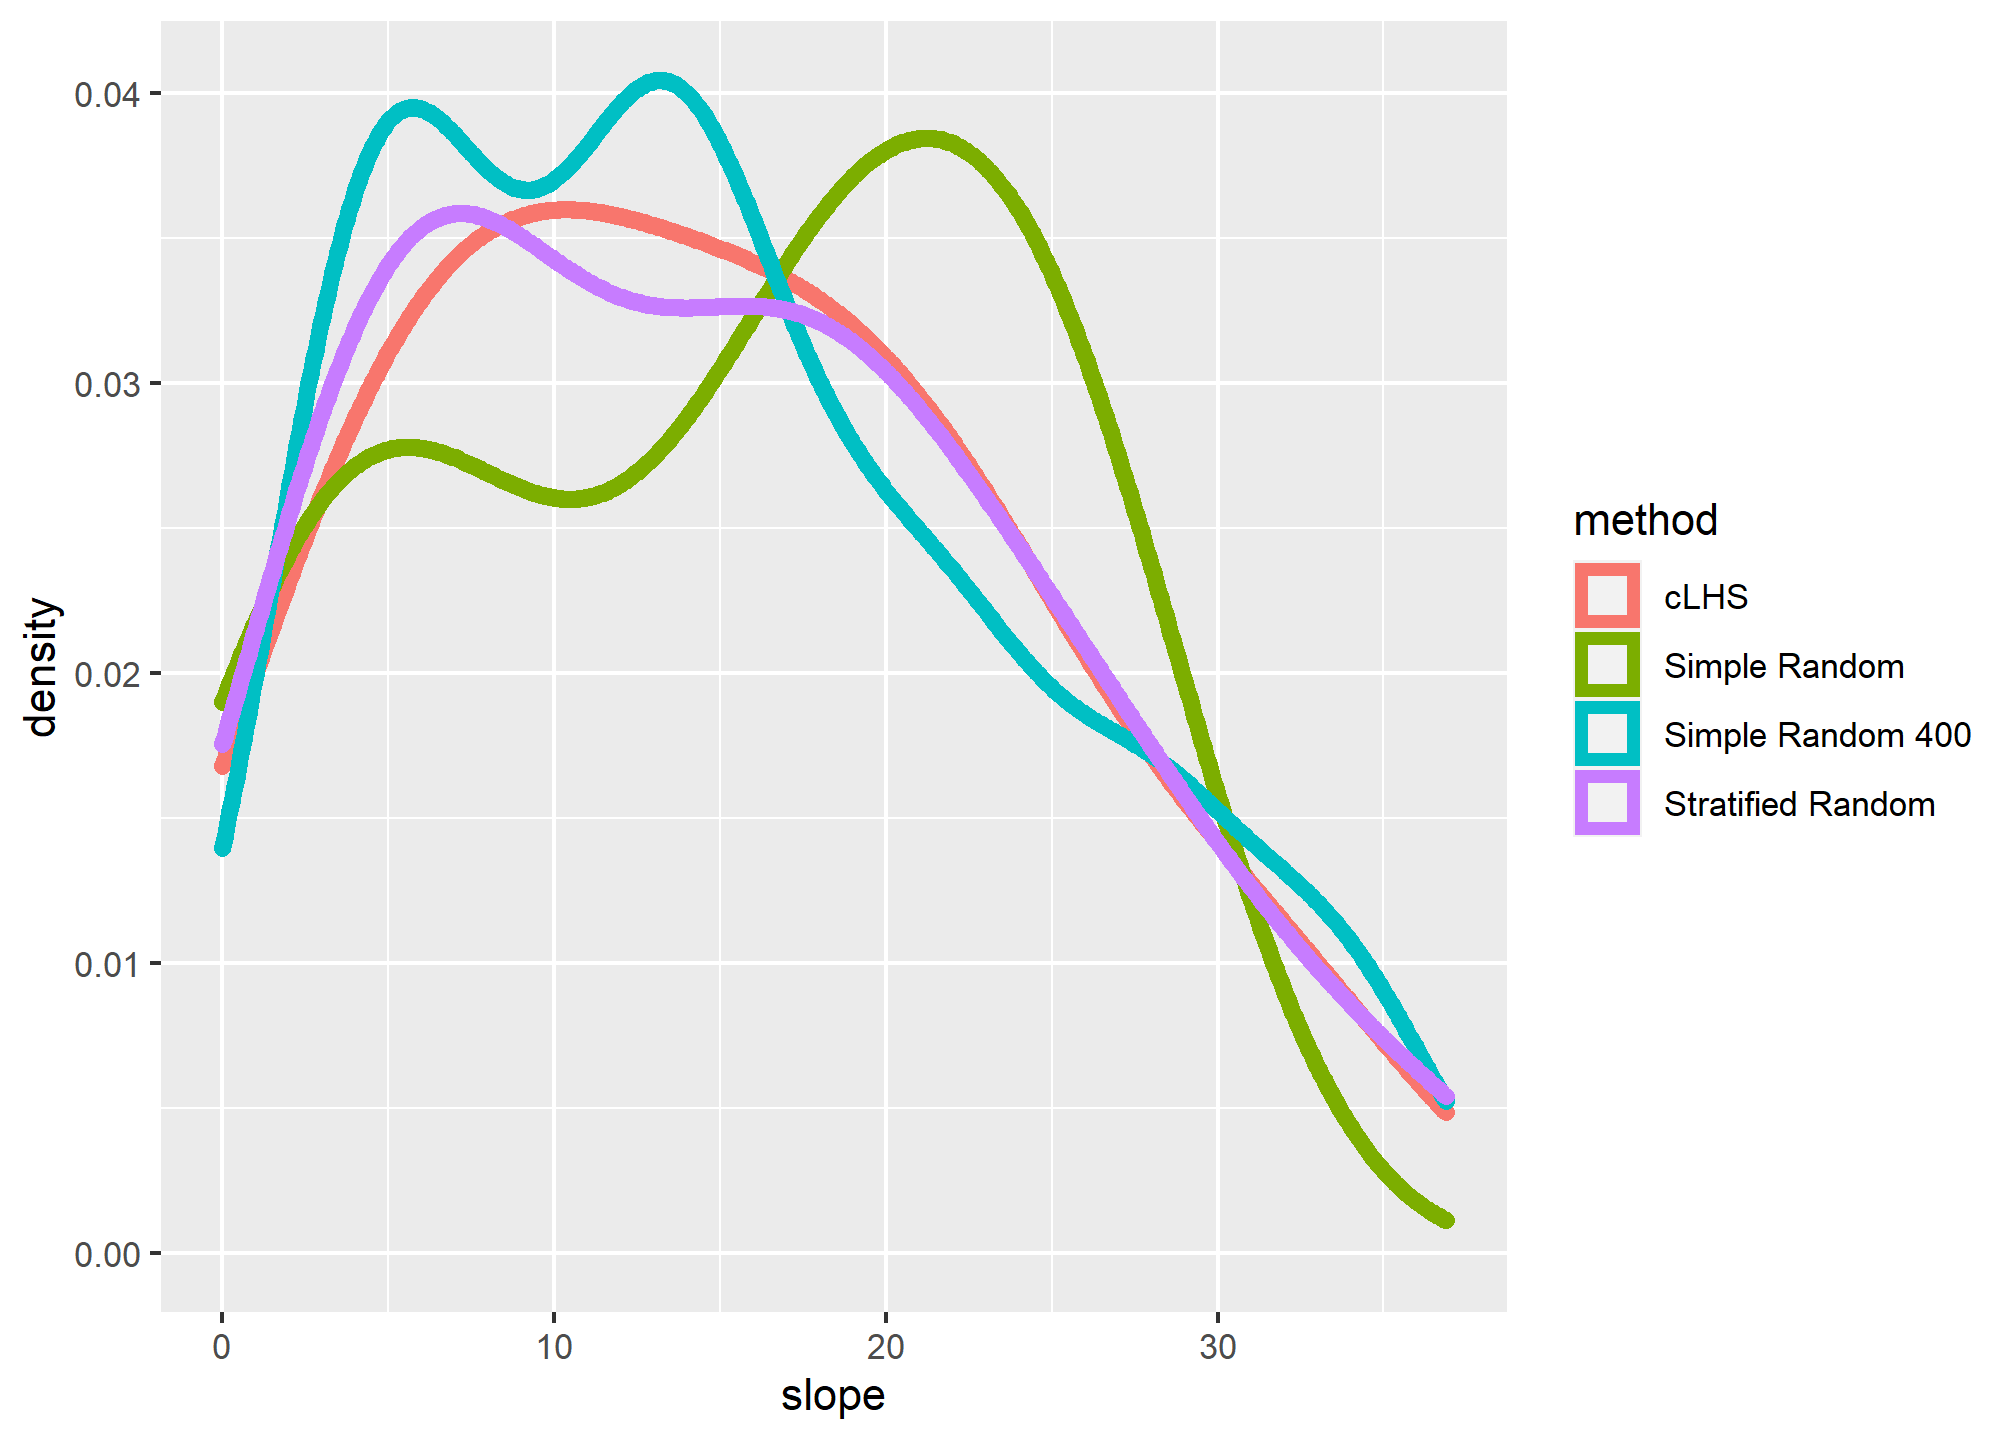 0.04
0.03
0.02
0.01
0.00
density
0 10 20 30
slope
method
cLHS
Simple Random
Simple Random 400
Stratified Random